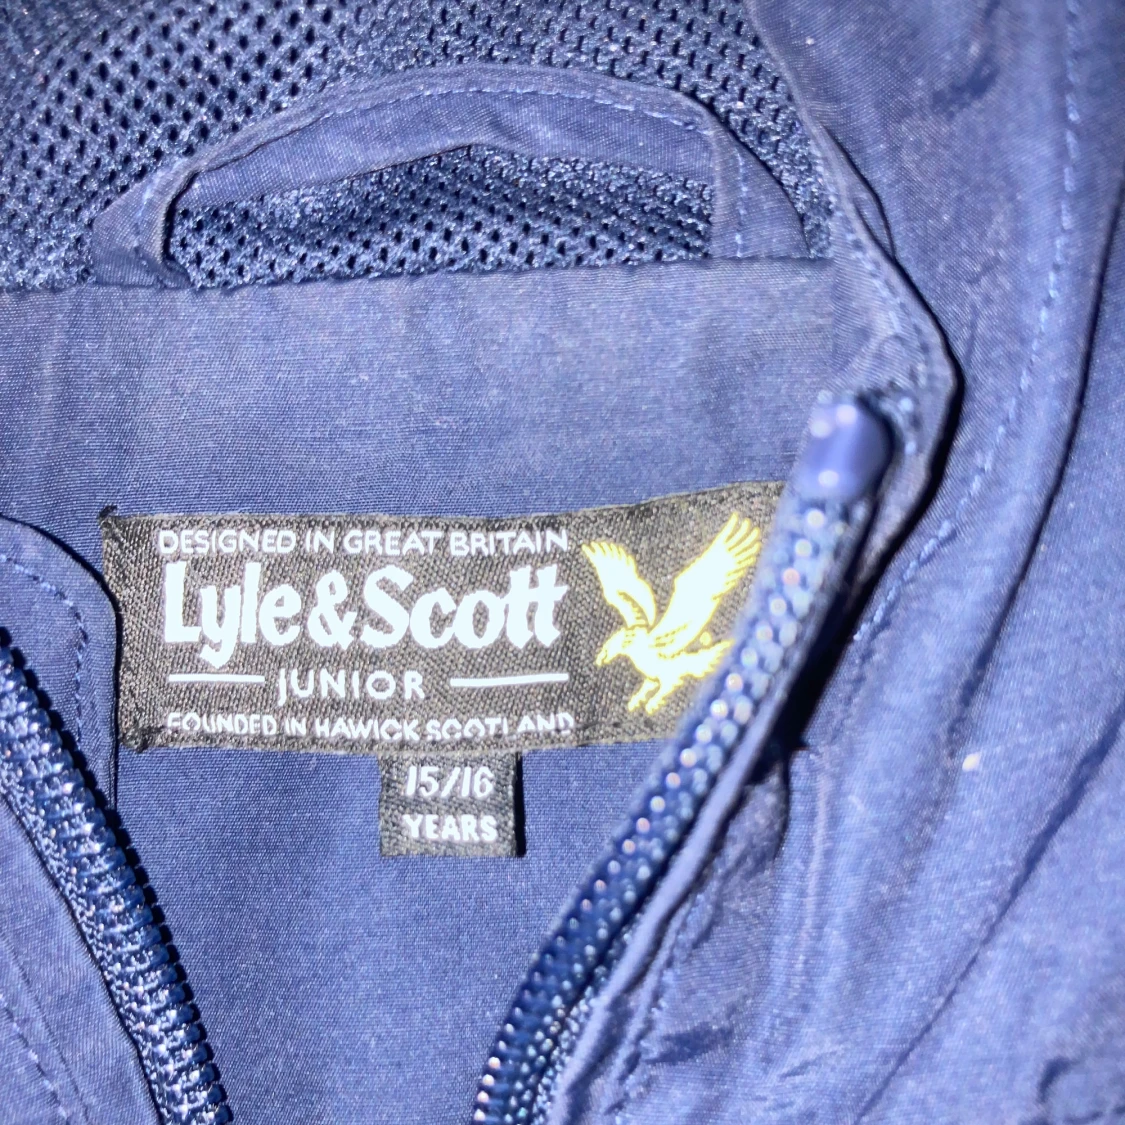 DESIGNED IN GREAT BRITAIN
Lyle&Scott
JUNIOR
FOUNDED IN HAWICK SCOTLAND
15/16
YEARS